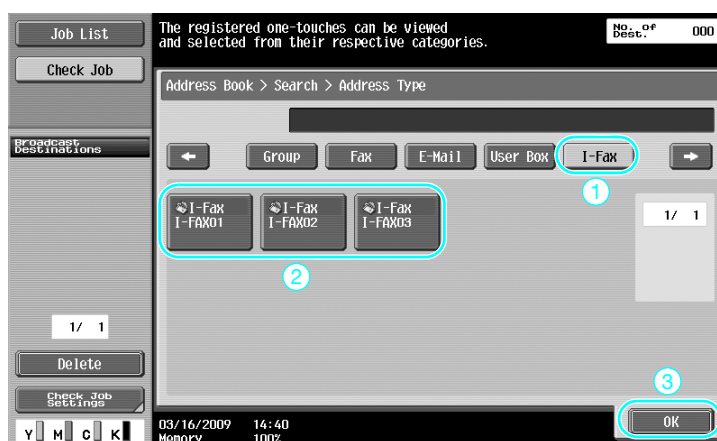 Job List
Check Job
Broadcast
Destinations
1/ 1
Delete
Check Job
Settings
Y M C K
The registered one-touches can be viewed
and selected from their respective categories.
No. of
Dest.
000
Address Book > Search > Address Type
Group Fax E-Mail User Box I-Fax
1
I-Fax
I-FAX01
I-Fax
I-FAX02
I-Fax
I-FAX03
2
1/ 1
3
OK
03/16/2009 14:40
Memory 100%